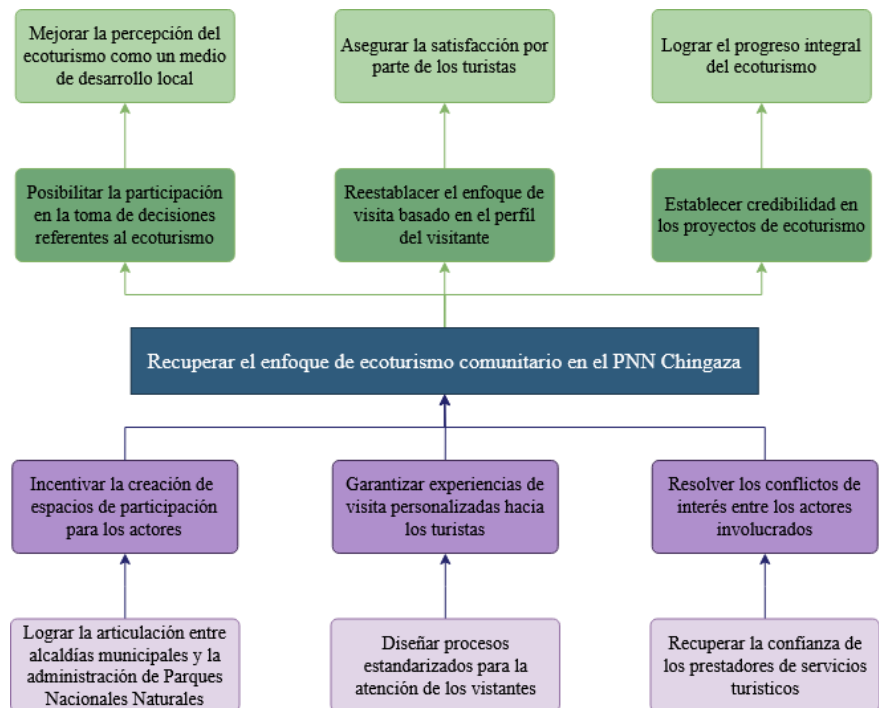 Mejorar la percepción del
ecoturismo como un medio
de desarrollo local
Asegurar la satisfacción por
parte de los turistas
Lograr el progreso integral
del ecoturismo
Posibilitar la participación
en la toma de decisiones
referentes al ecoturismo
Reestablacer el enfoque de
visita basado en el perfil
del visitante
Establecer credibilidad en
los proyectos de ecoturismo
Recuperar el enfoque de ecoturismo comunitario en el PNN Chingaza
Incentivar la creación de
espacios de participación
para los actores
Garantizar experiencias de
visita personalizadas hacia
los turistas
Resolver los conflictos de
interés entre los actores
involucrados
Lograr la articulación entre
alcaldías municipales y la
administración de Parques
Nacionales Naturales
Diseñar procesos
estandarizados para la
atención de los vistantes
Recuperar la confíanza de
los prestadores de servicios
turisticos